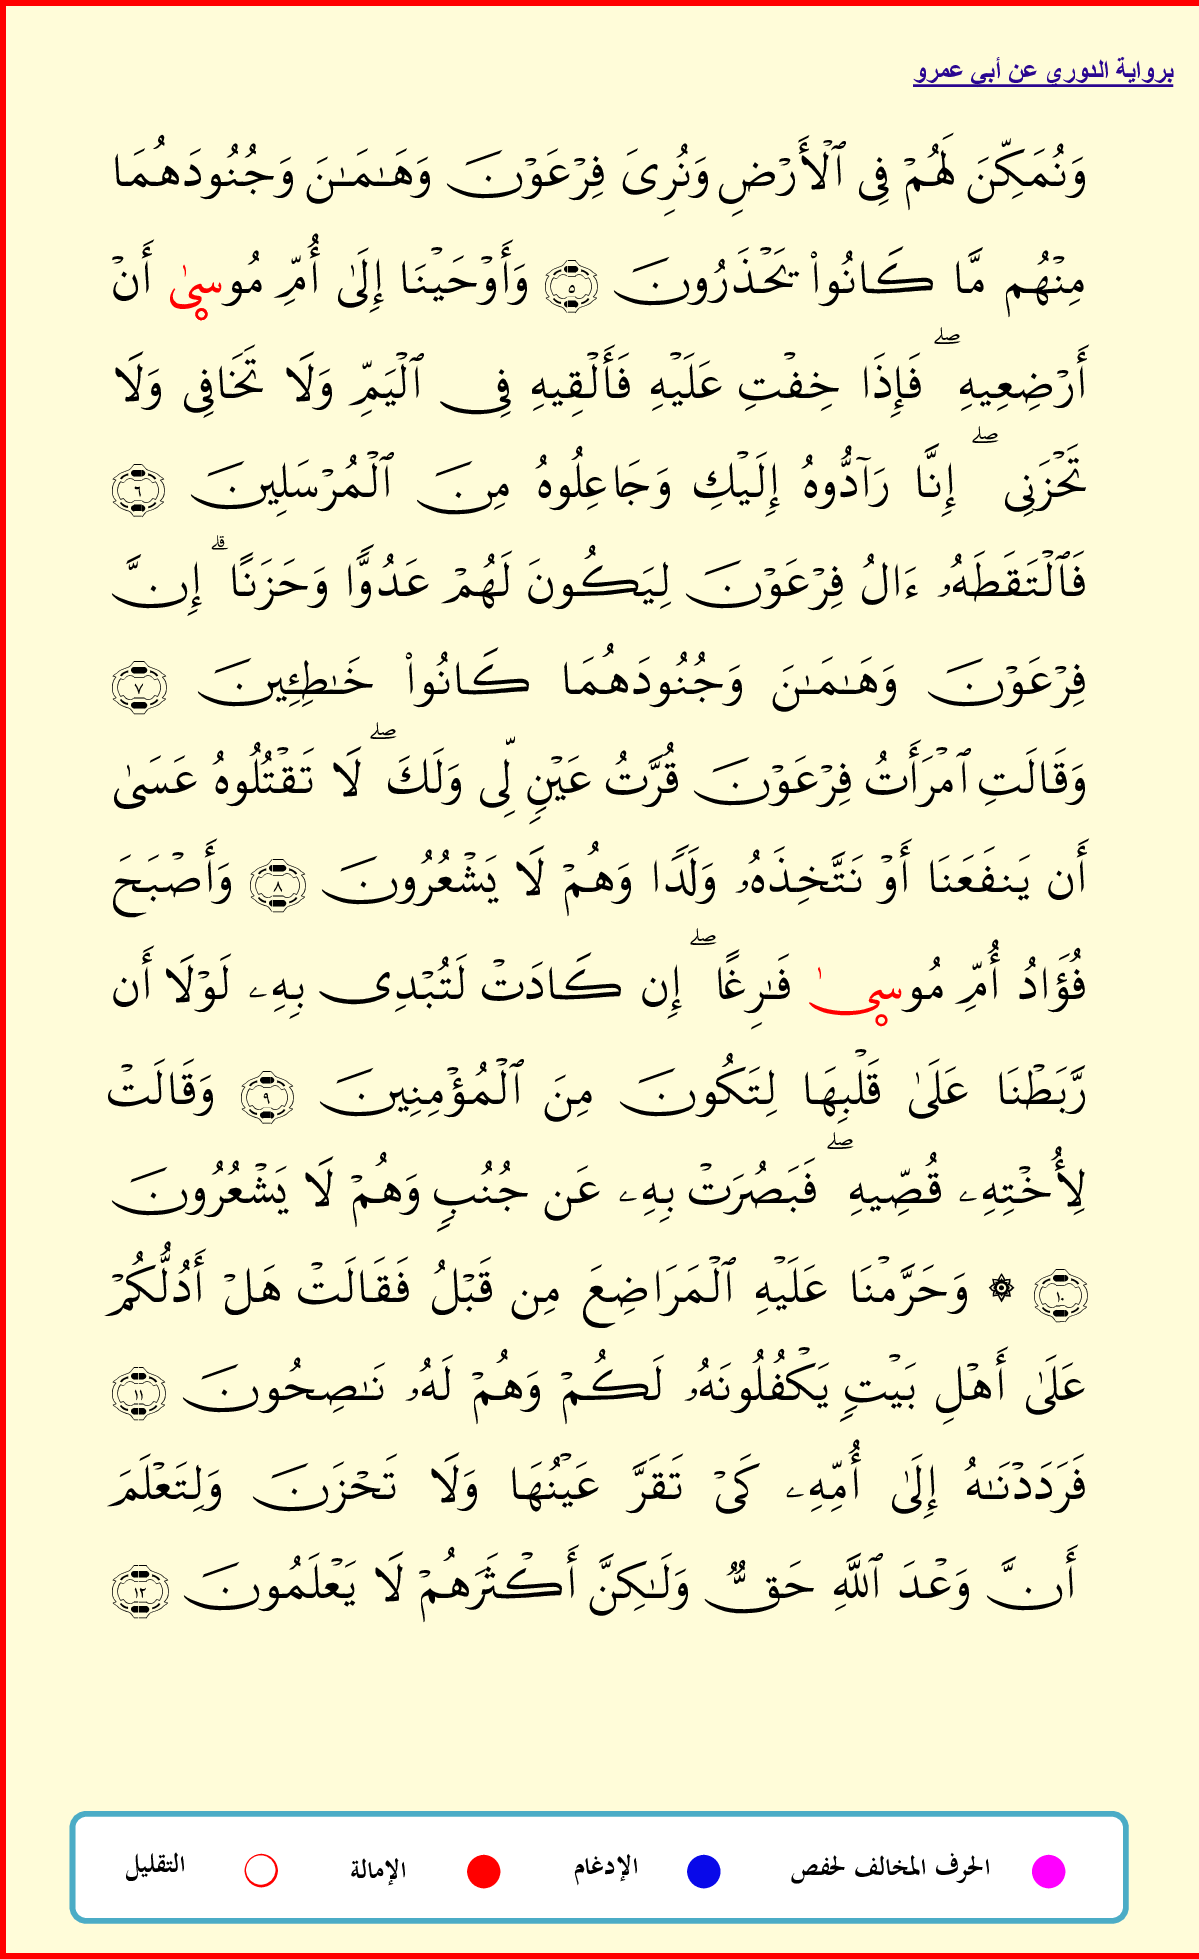 برواية الدوري عن أبي عمرو
وَنُمَكِّنَ لَهُمۡ فِي ٱلۡأَرۡضِ وَنُرِيَ فِرۡعَوۡنَ وَهَٰمَٰنَ وَجُنُودَهُمَا
مِنۡهُم مَّا كَانُواْ يَحۡذَرُونَ ٥ وَأَوۡحَيۡنَا إِلَىٰ أُمِّ مُوسىٰ أَنۡ
أَرۡضِعِيهِۖ فَإِذَا خِفۡتِ عَلَيۡهِ فَأَلۡقِيهِ فِي ٱلۡيَمِّ وَلَا تَخَافِي وَلَا
تَحۡزَنِيۖ إِنَّا رَآدُّوهُ إِلَيۡكِ وَجَاعِلُوهُ مِنَ ٱلۡمُرۡسَلِينَ ٦
فَٱلۡتَقَطَهُۥ ءَالُ فِرۡعَوۡنَ لِيَكُونَ لَهُمۡ عَدُوًّا وَحَزَنًاۗ إِنَّ
فِرۡعَوۡنَ وَهَٰمَٰنَ وَجُنُودَهُمَا كَانُواْ خَٰطِـِٔينَ ٧
وَقَالَتِ ٱمۡرَأَتُ فِرۡعَوۡنَ قُرَّتُ عَيۡنٖ لِّي وَلَكَۖ لَا تَقۡتُلُوهُ عَسَىٰ
أَن يَنفَعَنَا أَوۡ نَتَّخِذَهُۥ وَلَدًا وَهُمۡ لَا يَشۡعُرُونَ ٨ وَأَصۡبَحَ
فُؤَادُ أُمِّ مُوسىٰ فَٰرِغًاۖ إِن كَادَتۡ لَتُبۡدِي بِهِۦ لَوۡلَا أَن
رَّبَطۡنَا عَلَىٰ قَلۡبِهَا لِتَكُونَ مِنَ ٱلۡمُؤۡمِنِينَ ٩ وَقَالَتۡ
لِأُخۡتِهِۦ قُصِّيهِۖ فَبَصُرَتۡ بِهِۦ عَن جُنُبٖ وَهُمۡ لَا يَشۡعُرُونَ
١٠ ۞ وَحَرَّمۡنَا عَلَيۡهِ ٱلۡمَرَاضِعَ مِن قَبۡلُ فَقَالَتۡ هَلۡ أَدُلُّكُمۡ
عَلَىٰ أَهۡلِ بَيۡتٖ يَكۡفُلُونَهُۥ لَكُمۡ وَهُمۡ لَهُۥ نَٰصِحُونَ ١١
فَرَدَدۡنَٰهُ إِلَىٰ أُمِّهِۦ كَيۡ تَقَرَّ عَيۡنُهَا وَلَا تَحۡزَنَ وَلِتَعۡلَمَ
أَنَّ وَعۡدَ ٱللَّهِ حَقّٞ وَلَٰكِنَّ أَكۡثَرَهُمۡ لَا يَعۡلَمُونَ ١٢
الحرف المخالف لحفص الإدغام الإمالة التقليل